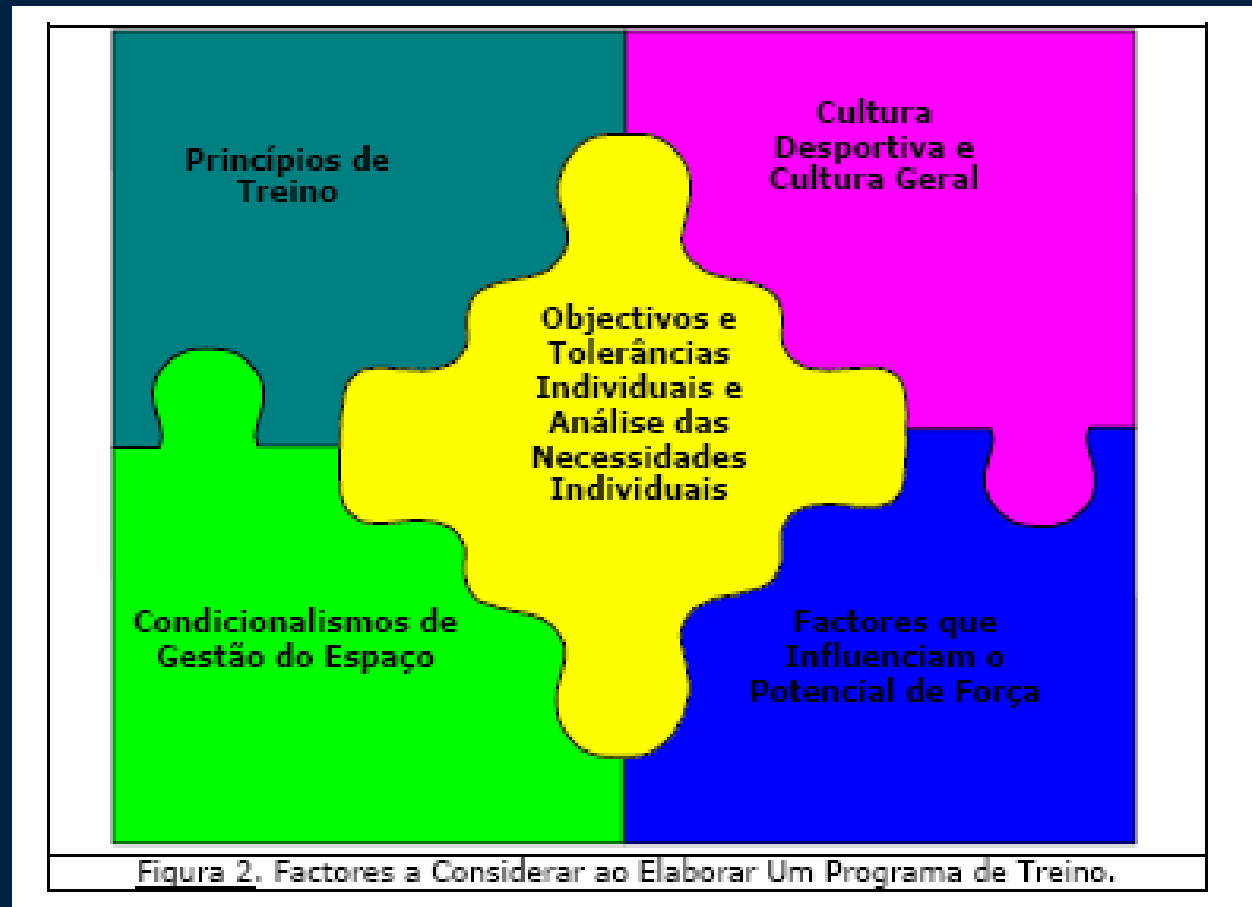 Princípios de
Treino
Cultura
Desportiva e
Cultura Geral
Objectivos e
Tolerâncias
Individuais e
Análise das
Necessidades
Individuais
Condicionalismos de
Gestão do Espaço
Factores que
Influenciam o
Potencial de Força
Figura 2. Factores a Considerar ao Elaborar Um Programa de Treino.